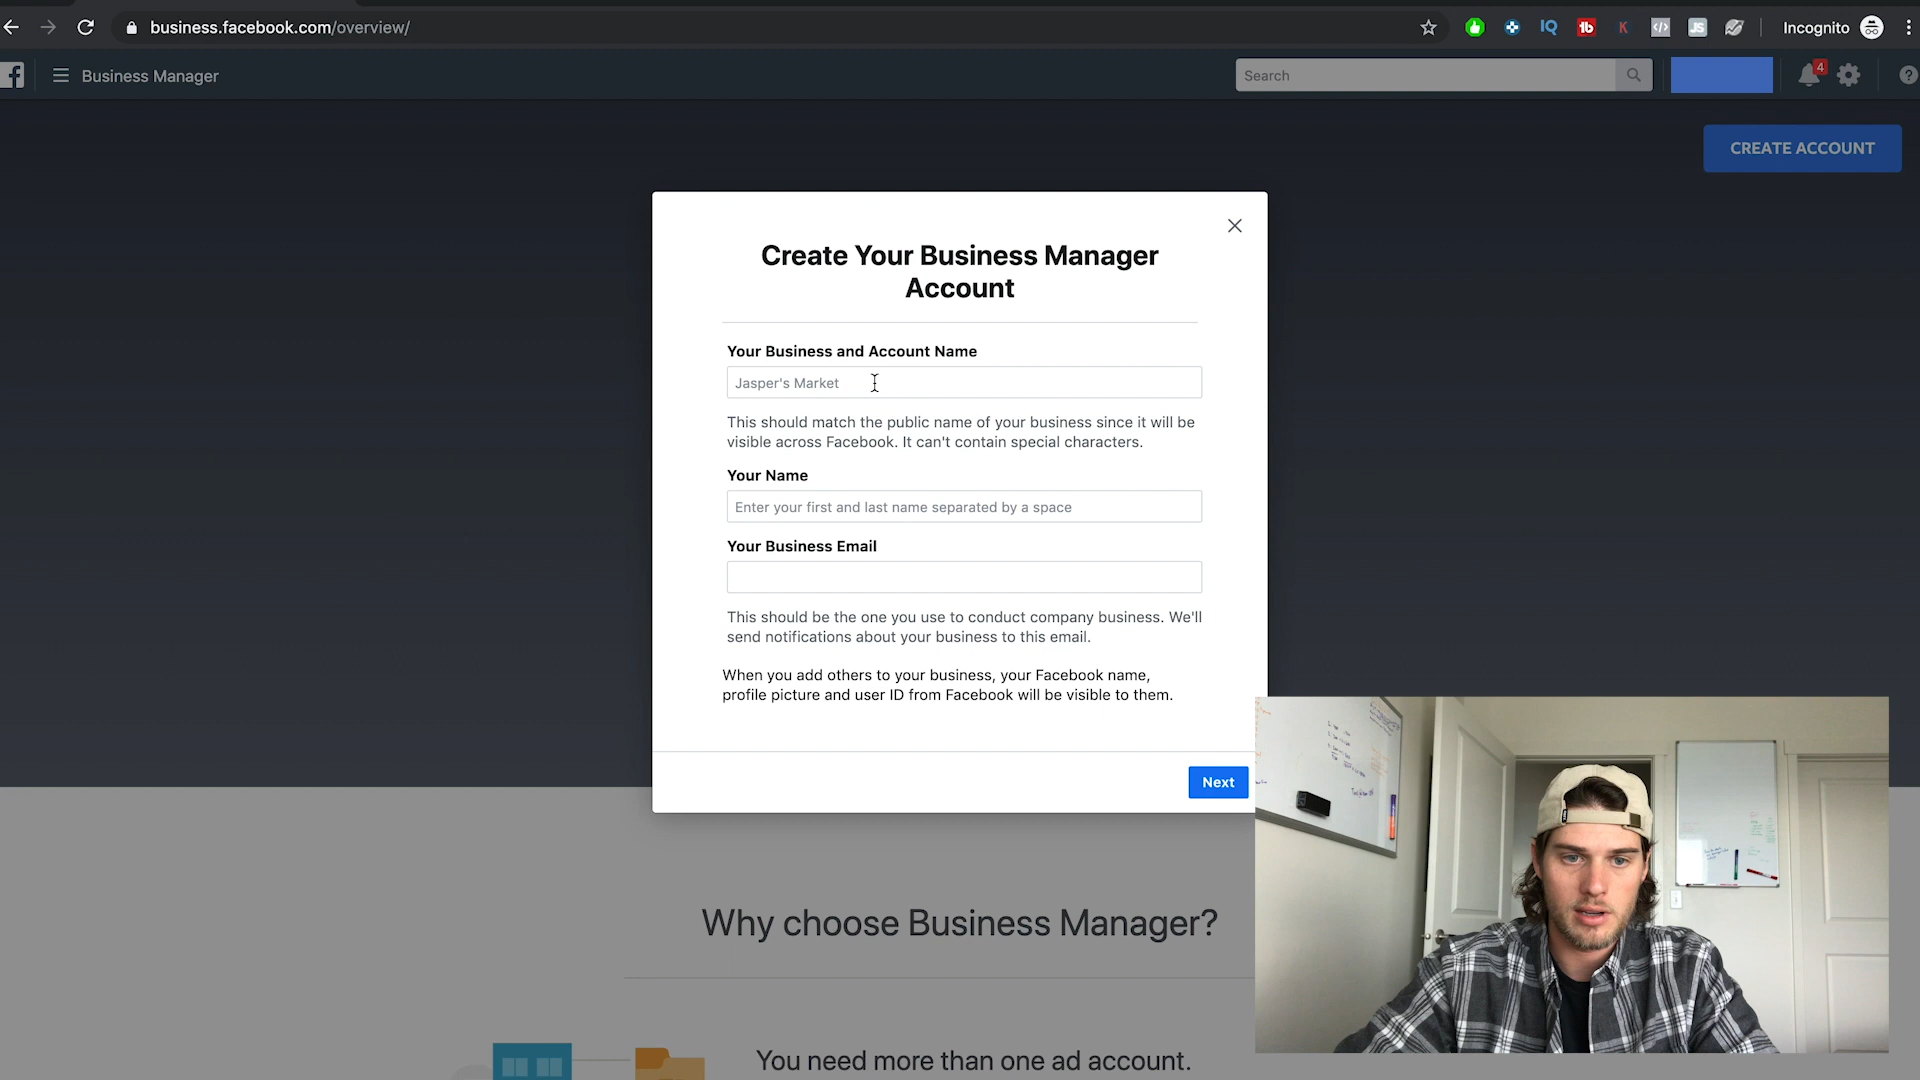 business.facebook.com/overview/
Incognito
Business Manager
Search
4
CREATE ACCOUNT
Create Your Business Manager
Account
Your Business and Account Name
Jasper's Market
This should match the public name of your business since it will be
visible across Facebook. It can't contain special characters.
Your Name
Enter your first and last name separated by a space
Your Business Email
This should be the one you use to conduct company business. We'll
send notifications about your business to this email.
When you add others to your business, your Facebook name,
profile picture and user ID from Facebook will be visible to them.
Next
Why choose Business Manager?
You need more than one ad account.